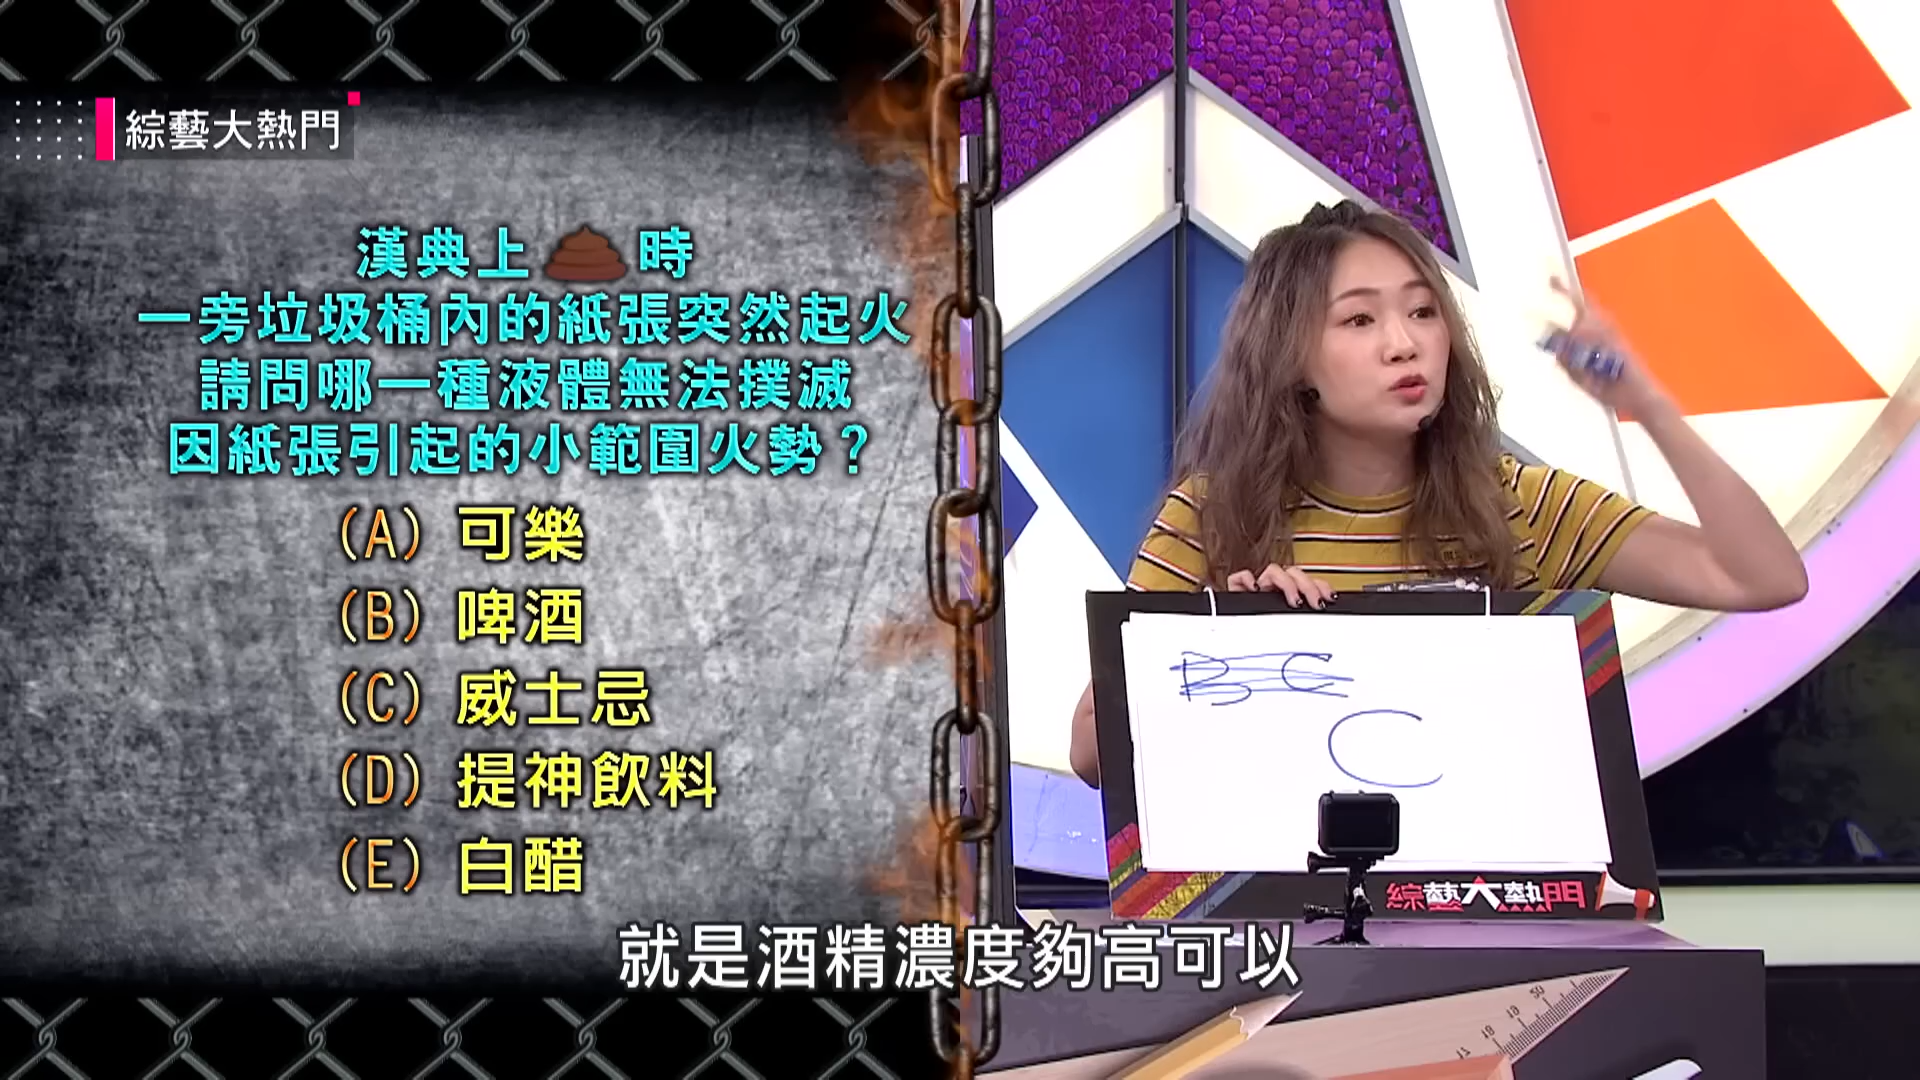 綜藝大熱門
漢典上💩時
一旁垃圾桶內的紙張突然起火
請問哪一種液體無法撲滅
因紙張引起的小範圍火勢？
(A) 可樂
(B) 啤酒
(C) 威士忌
(D) 提神飲料
(E) 白醋
B C
C
綜藝大熱門
就是酒精濃度夠高可以